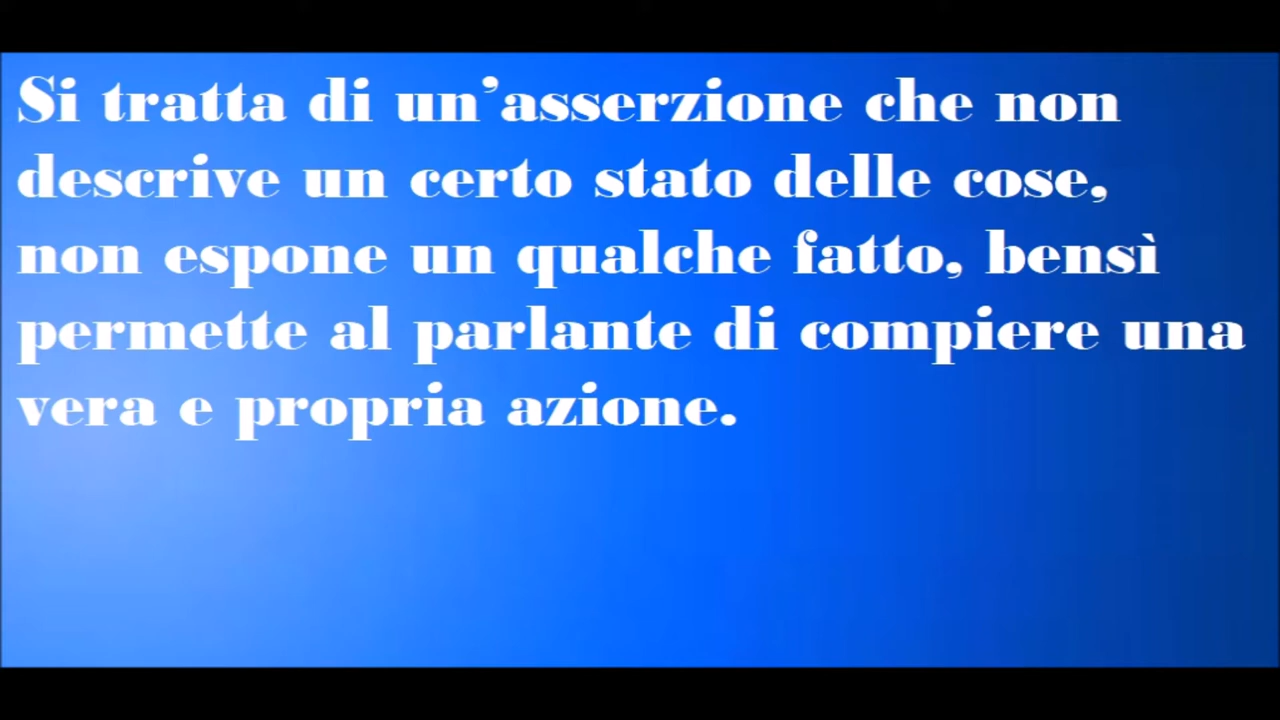 Si tratta di un’asserzione che non
descrive un certo stato delle cose,
non espone un qualche fatto, bensì
permette al parlante di compiere una
vera e propria azione.